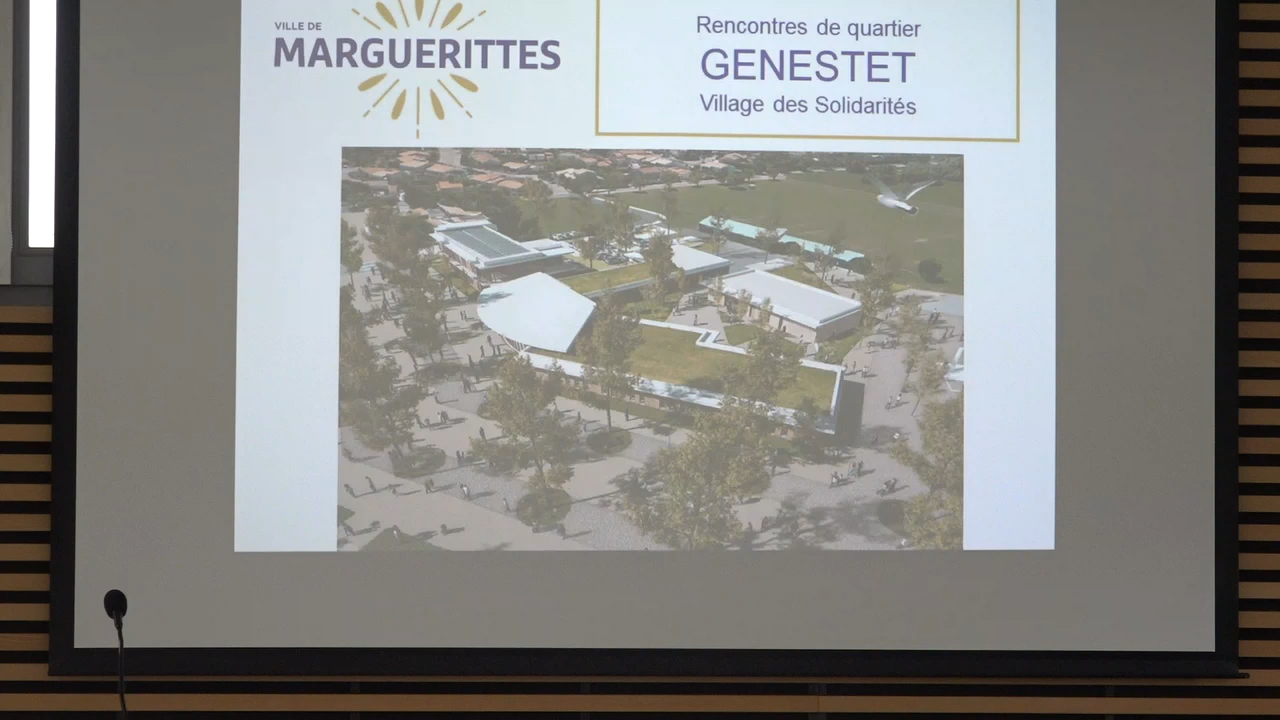 VILLE DE
MARGUERITTES
Rencontres de quartier
GENESTET
Village des Solidarités